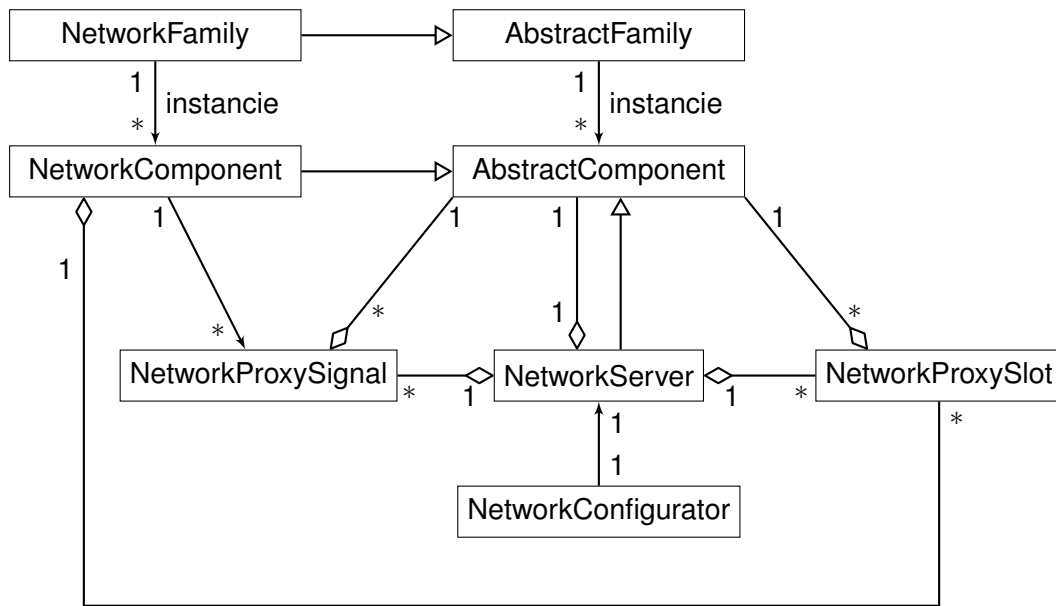 NetworkFamily
AbstractFamily
1
instancie
*
1
instancie
*
NetworkComponent
AbstractComponent
1
1
1
1
1
1
*
*
1
*
NetworkProxySignal
NetworkServer
NetworkProxySlot
*
1
1
*
*
1
1
NetworkConfigurator